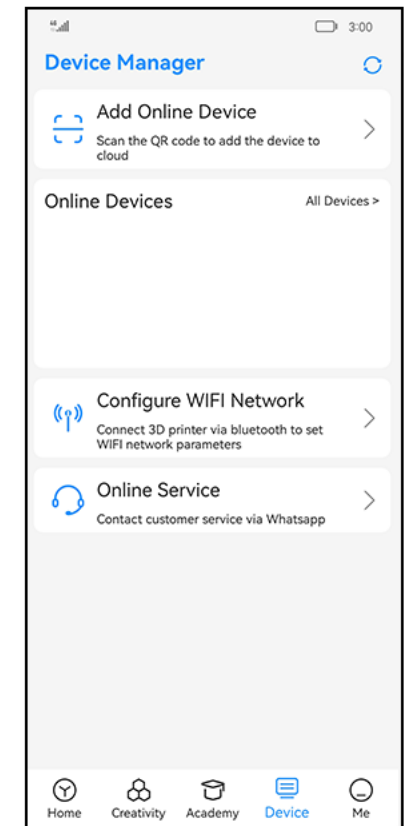 3:00
Device Manager
Add Online Device
Scan the QR code to add the device to
cloud
Online Devices
All Devices >
Configure WIFI Network
Connect 3D printer via bluetooth to set
WIFI network parameters
Online Service
Contact customer service via Whatsapp
Home
Creativity
Academy
Device
Me